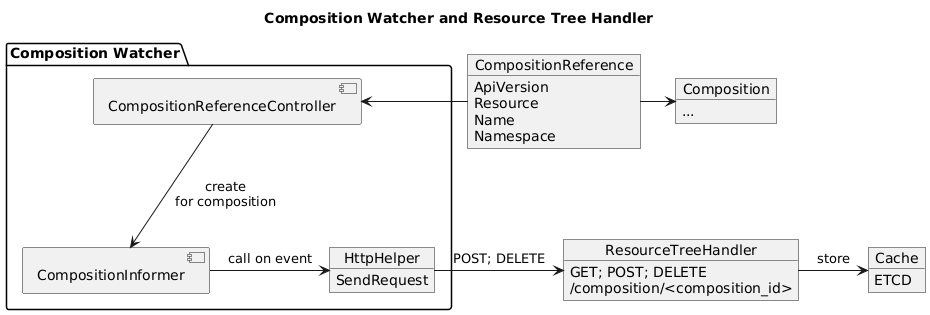 Composition Watcher and Resource Tree Handler
Composition Watcher
CompositionReferenceController
CompositionReference
ApiVersion
Resource
Name
Namespace
Composition
...
create
for composition
CompositionInformer
call on event
HttpHelper
SendRequest
POST; DELETE
ResourceTreeHandler
GET; POST; DELETE
/composition/<composition_id>
store
Cache
ETCD